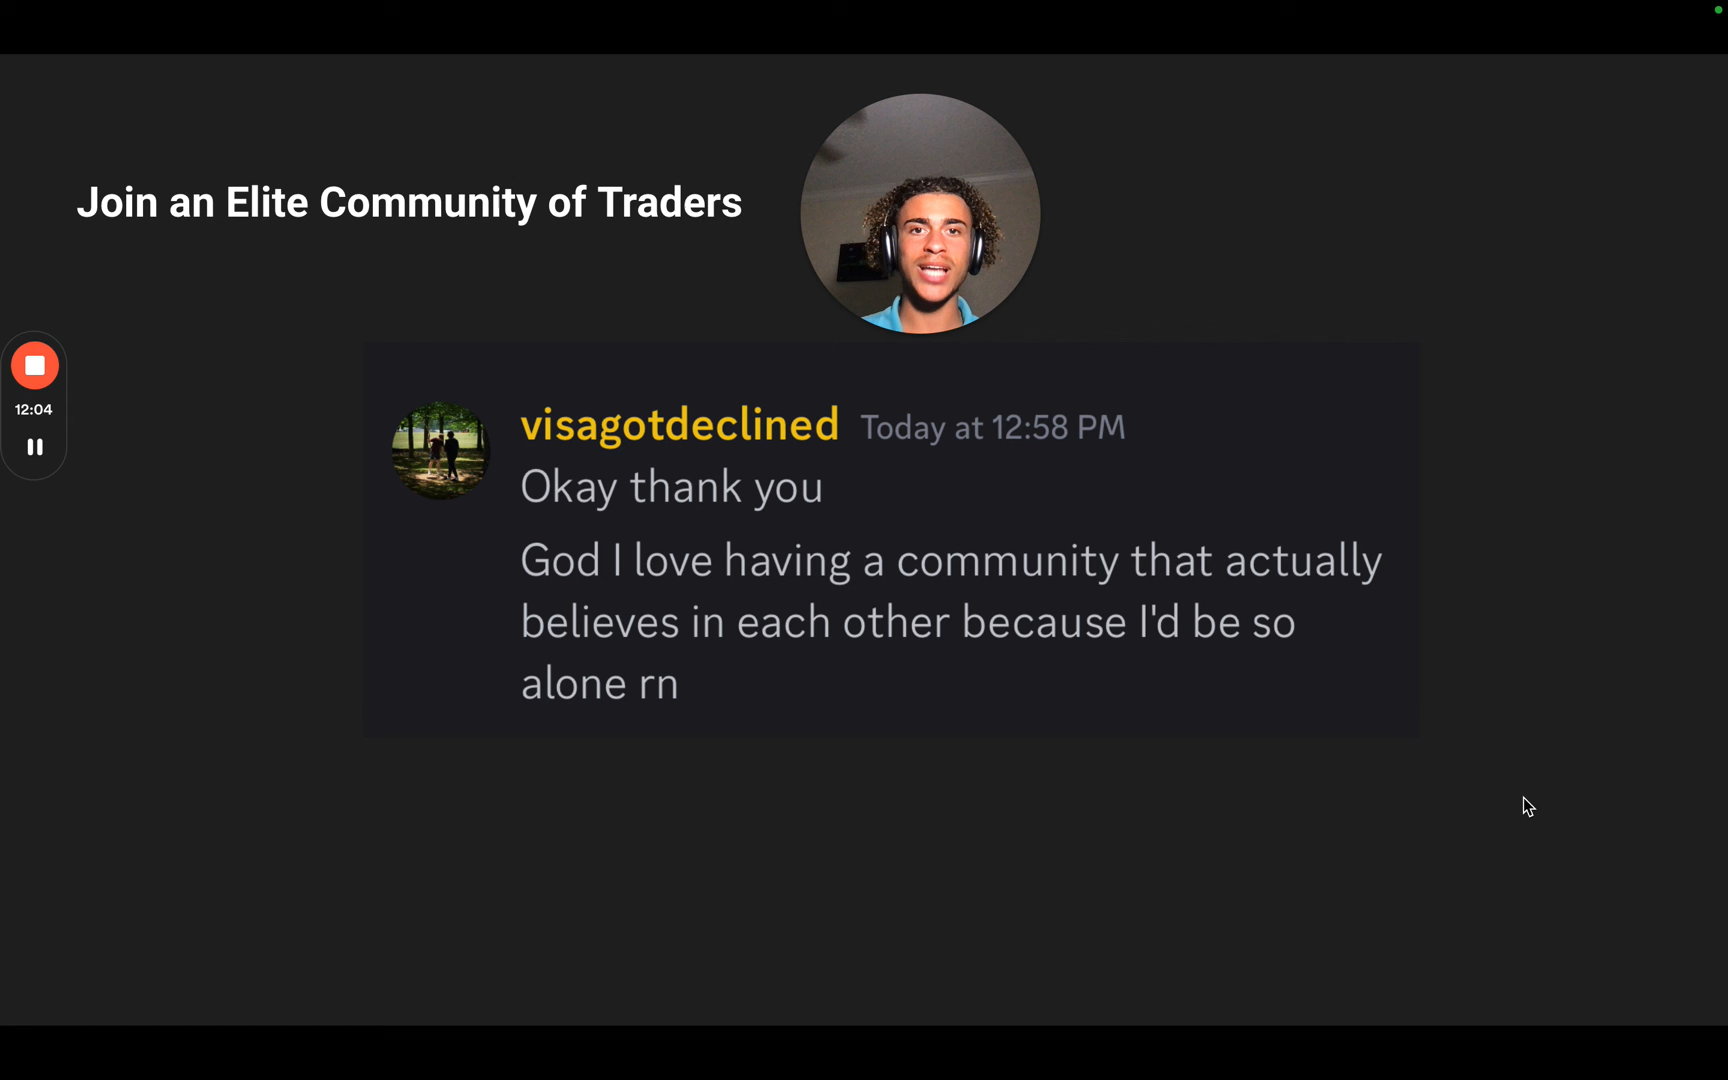 Join an Elite Community of Traders
12:04
visagotdeclined Today at 12:58 PM
Okay thank you
God I love having a community that actually
believes in each other because I'd be so
alone rn